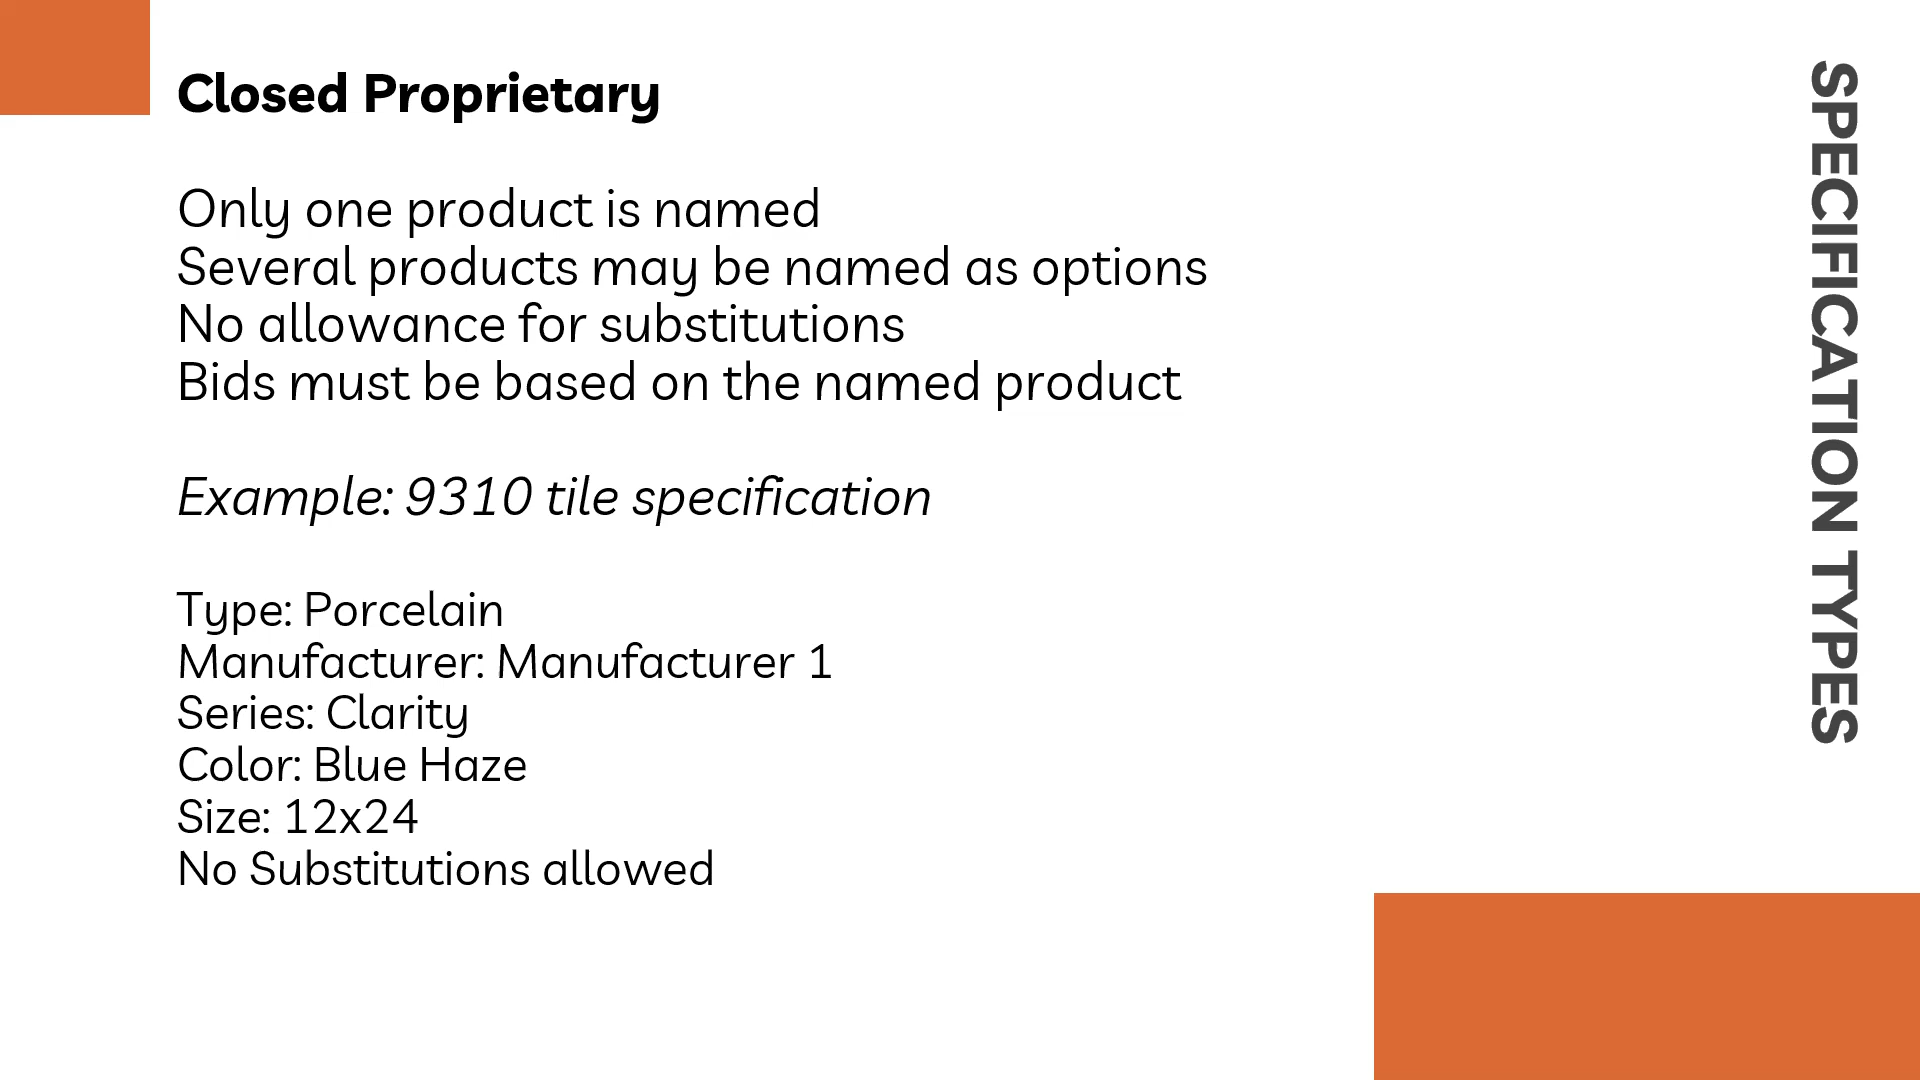 Closed Proprietary
Only one product is named
Several products may be named as options
No allowance for substitutions
Bids must be based on the named product
Example: 9310 tile specification
Type: Porcelain
Manufacturer: Manufacturer 1
Series: Clarity
Color: Blue Haze
Size: 12x24
No Substitutions allowed
SPECIFICATION TYPES